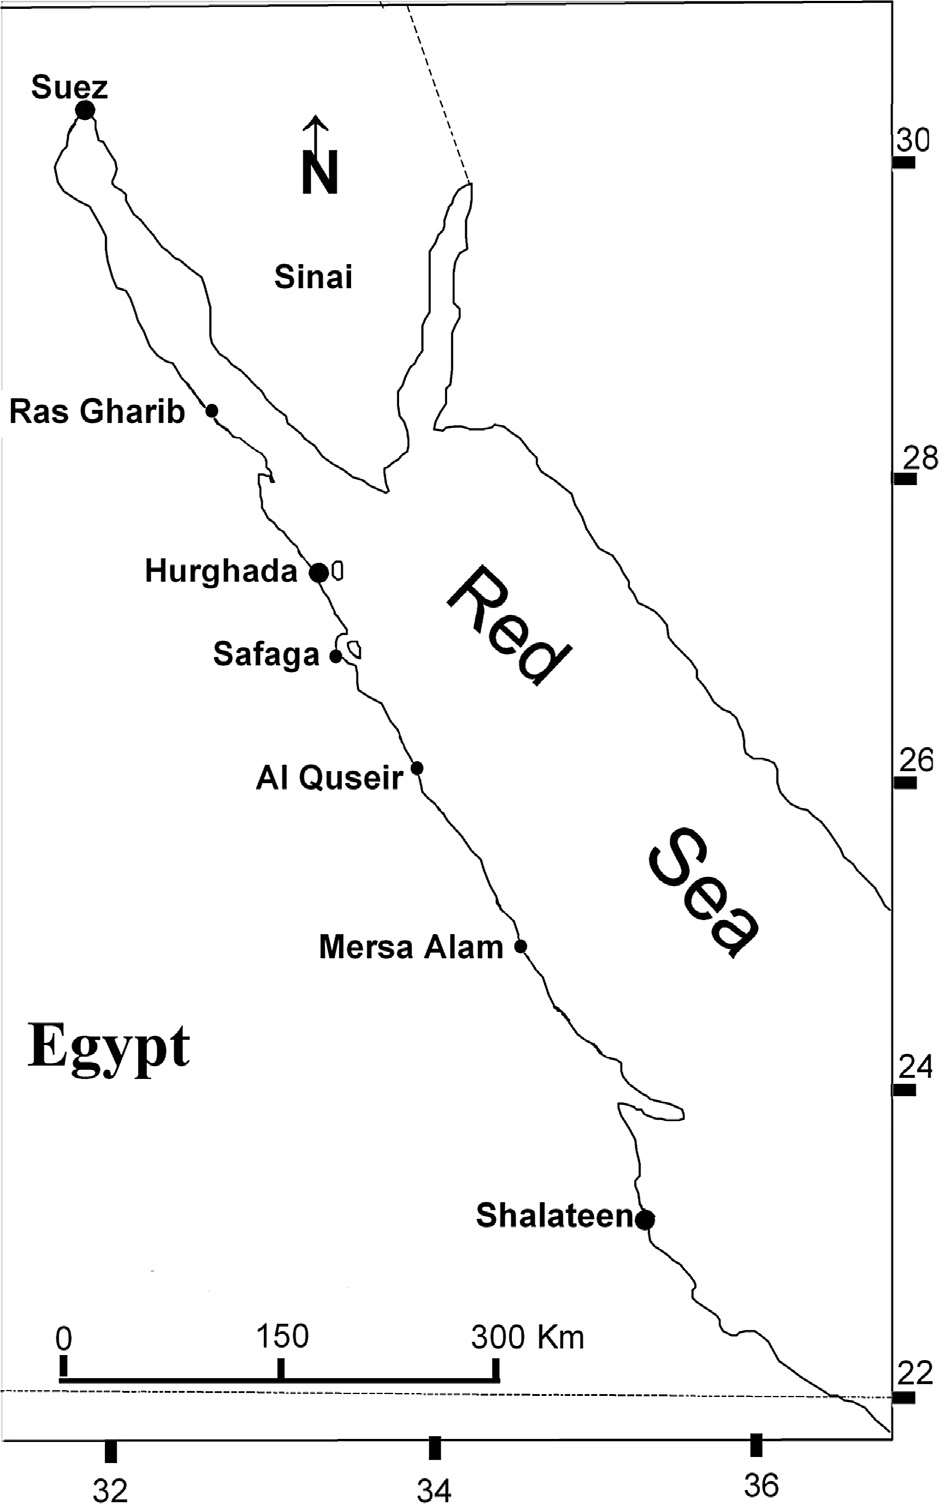 Suez
30
N
Sinai
Ras Gharib
28
Hurghada
Red
Safaga
26
Al Quseir
Sea
Mersa Alam
Egypt
24
Shalateen
0 150 300 Km
22
32 34 36